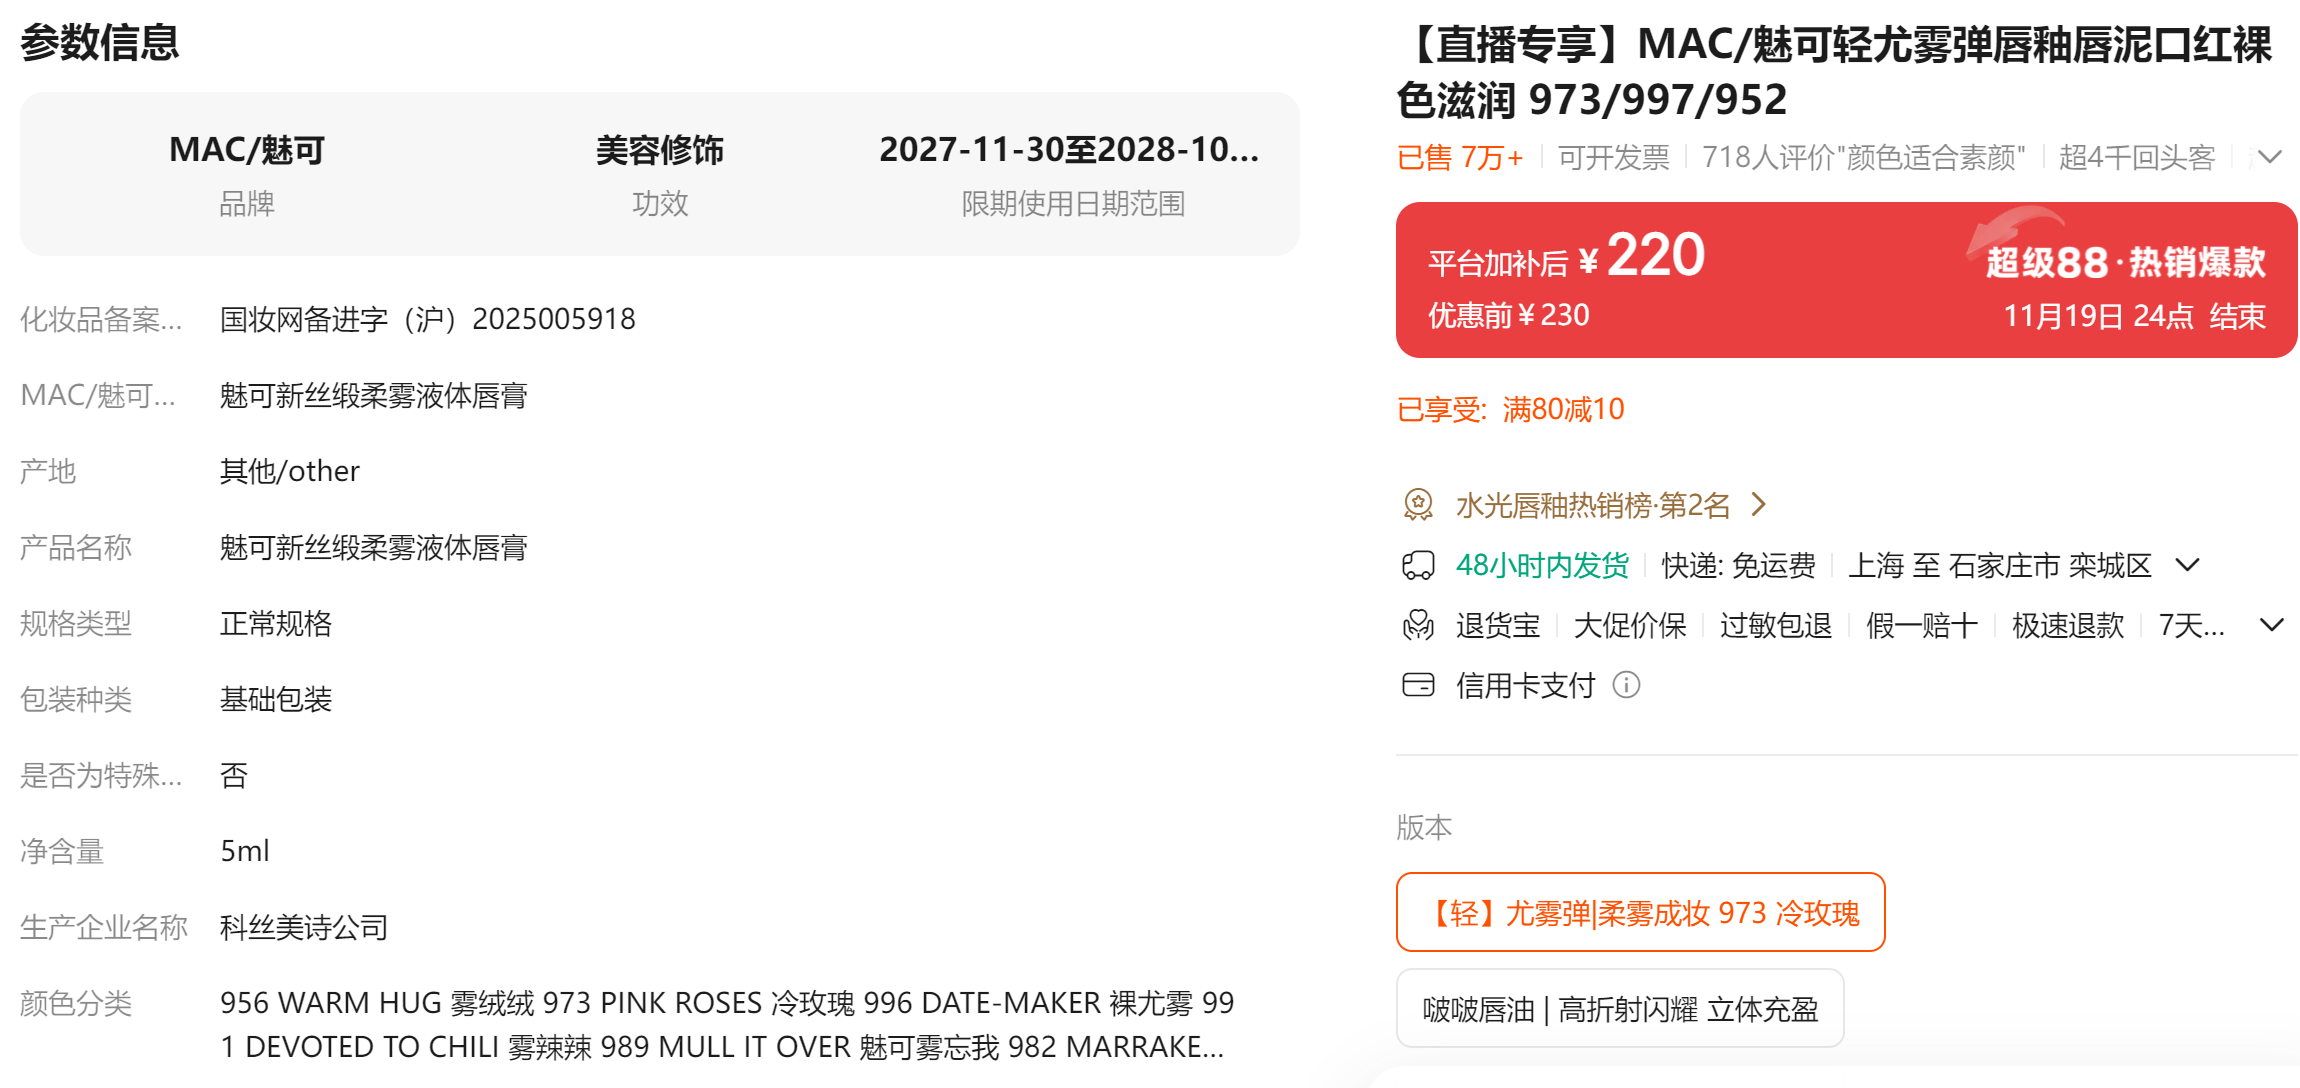 参数信息
MAC/魅可
品牌
美容修饰
功效
2027-11-30至2028-10...
限期使用日期范围
化妆品备案... 国妆网备进字（沪）2025005918
MAC/魅可... 魅可新丝缎柔雾液体唇膏
产地 其他/other
产品名称 魅可新丝缎柔雾液体唇膏
规格类型 正常规格
包装种类 基础包装
是否为特殊... 否
净含量 5ml
生产企业名称 科丝美诗公司
颜色分类 956 WARM HUG 雾绒绒 973 PINK ROSES 冷玫瑰 996 DATE-MAKER 裸尤雾 99
1 DEVOTED TO CHILI 雾辣辣 989 MULL IT OVER 魅可雾忘我 982 MARRAKE...
【直播专享】MAC/魅可轻尤雾弹唇釉唇泥口红裸
色滋润 973/997/952
已售 7万+ 可开发票 718人评价"颜色适合素颜" 超4千回头客
平台加补后 ¥ 220
优惠前 ¥ 230
超级88·热销爆款
11月19日 24点 结束
已享受: 满80减10
水光唇釉热销榜·第2名
48小时内发货 快递: 免运费 上海 至 石家庄市 栾城区
退货宝 大促价保 过敏包退 假一赔十 极速退款 7天...
信用卡支付
版本
【轻】尤雾弹|柔雾成妆 973 冷玫瑰
啵啵唇油 | 高折射闪耀 立体充盈